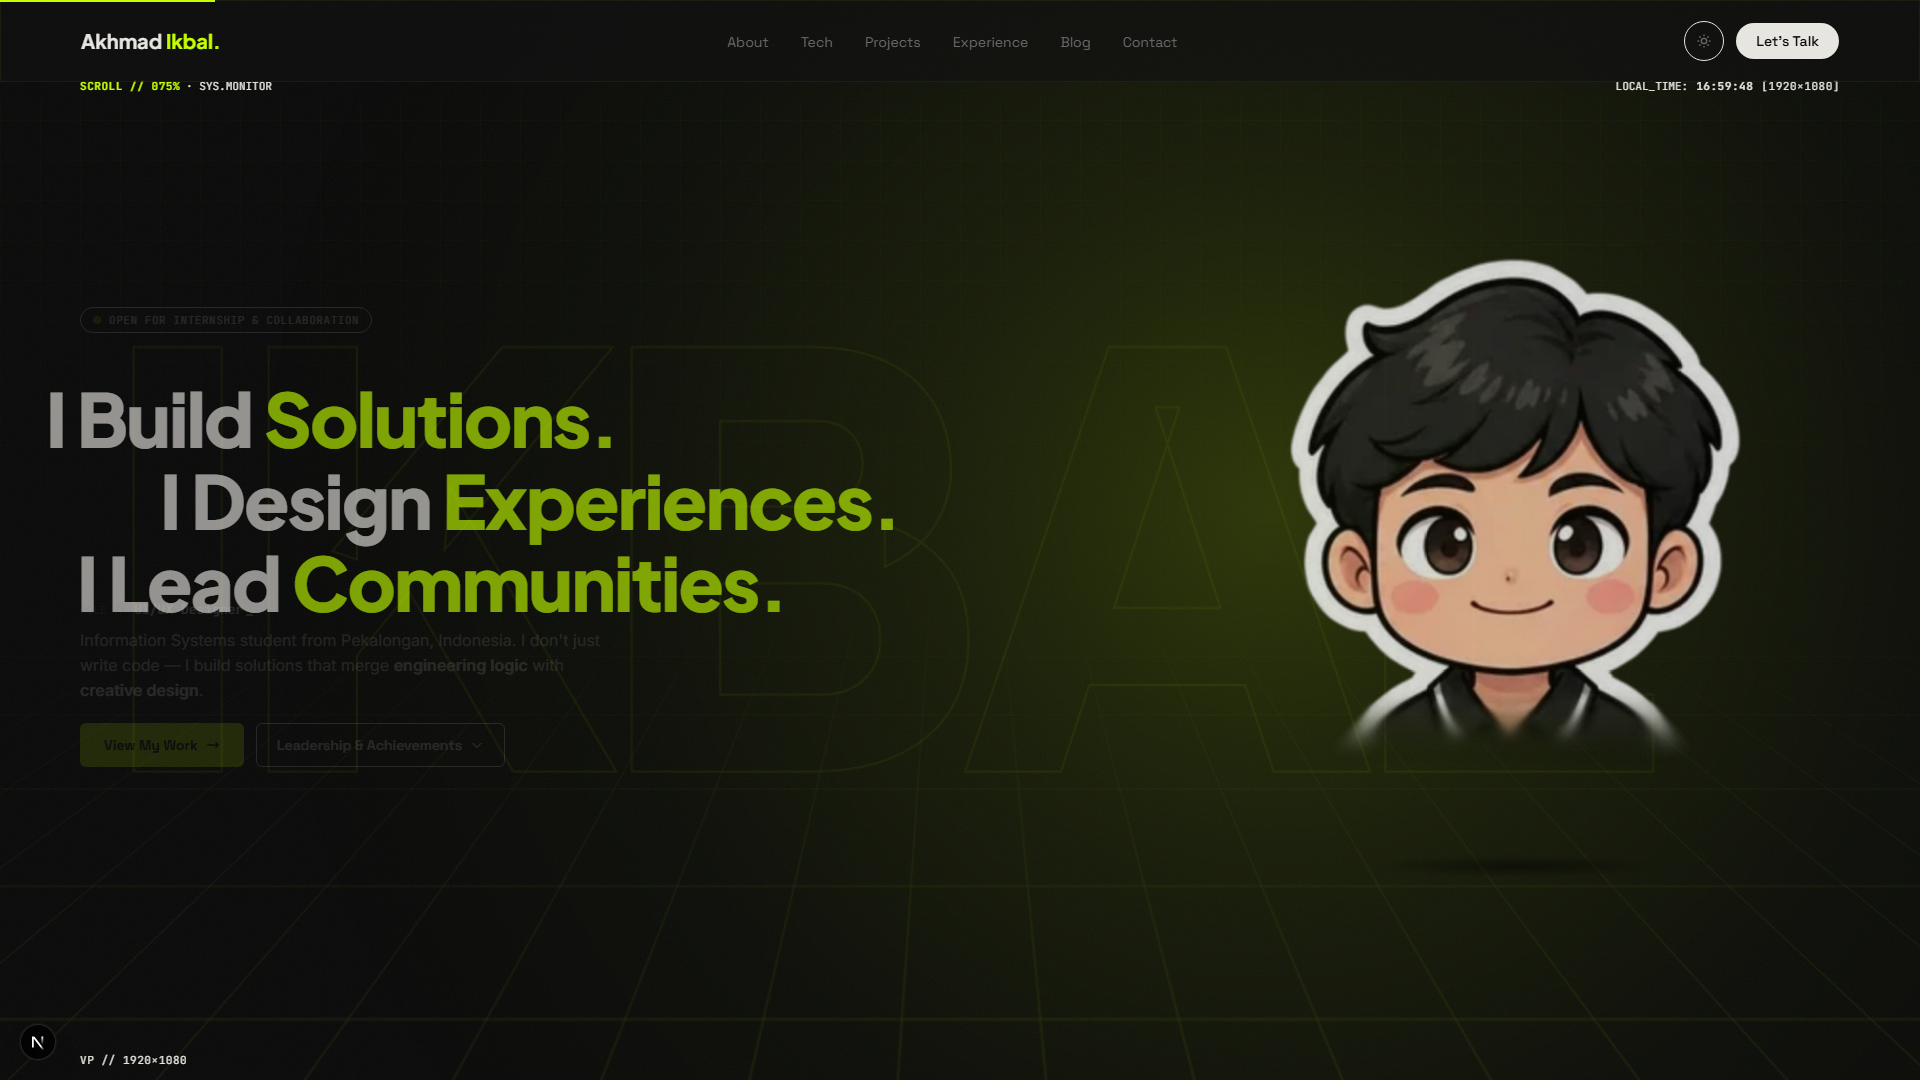 Akhmad Ikbal.
About Tech Projects Experience Blog Contact
Let's Talk
SCROLL // 075% · SYS.MONITOR
LOCAL_TIME: 16:59:48 [1920×1080]
OPEN FOR INTERNSHIP & COLLABORATION
IKBAL
I Build Solutions.
I Design Experiences.
I Lead Communities.
Information Systems student from Pekalongan, Indonesia. I don't just
write code — I build solutions that merge engineering logic with
creative design.
View My Work →
Leadership & Achievements
N
VP // 1920×1080